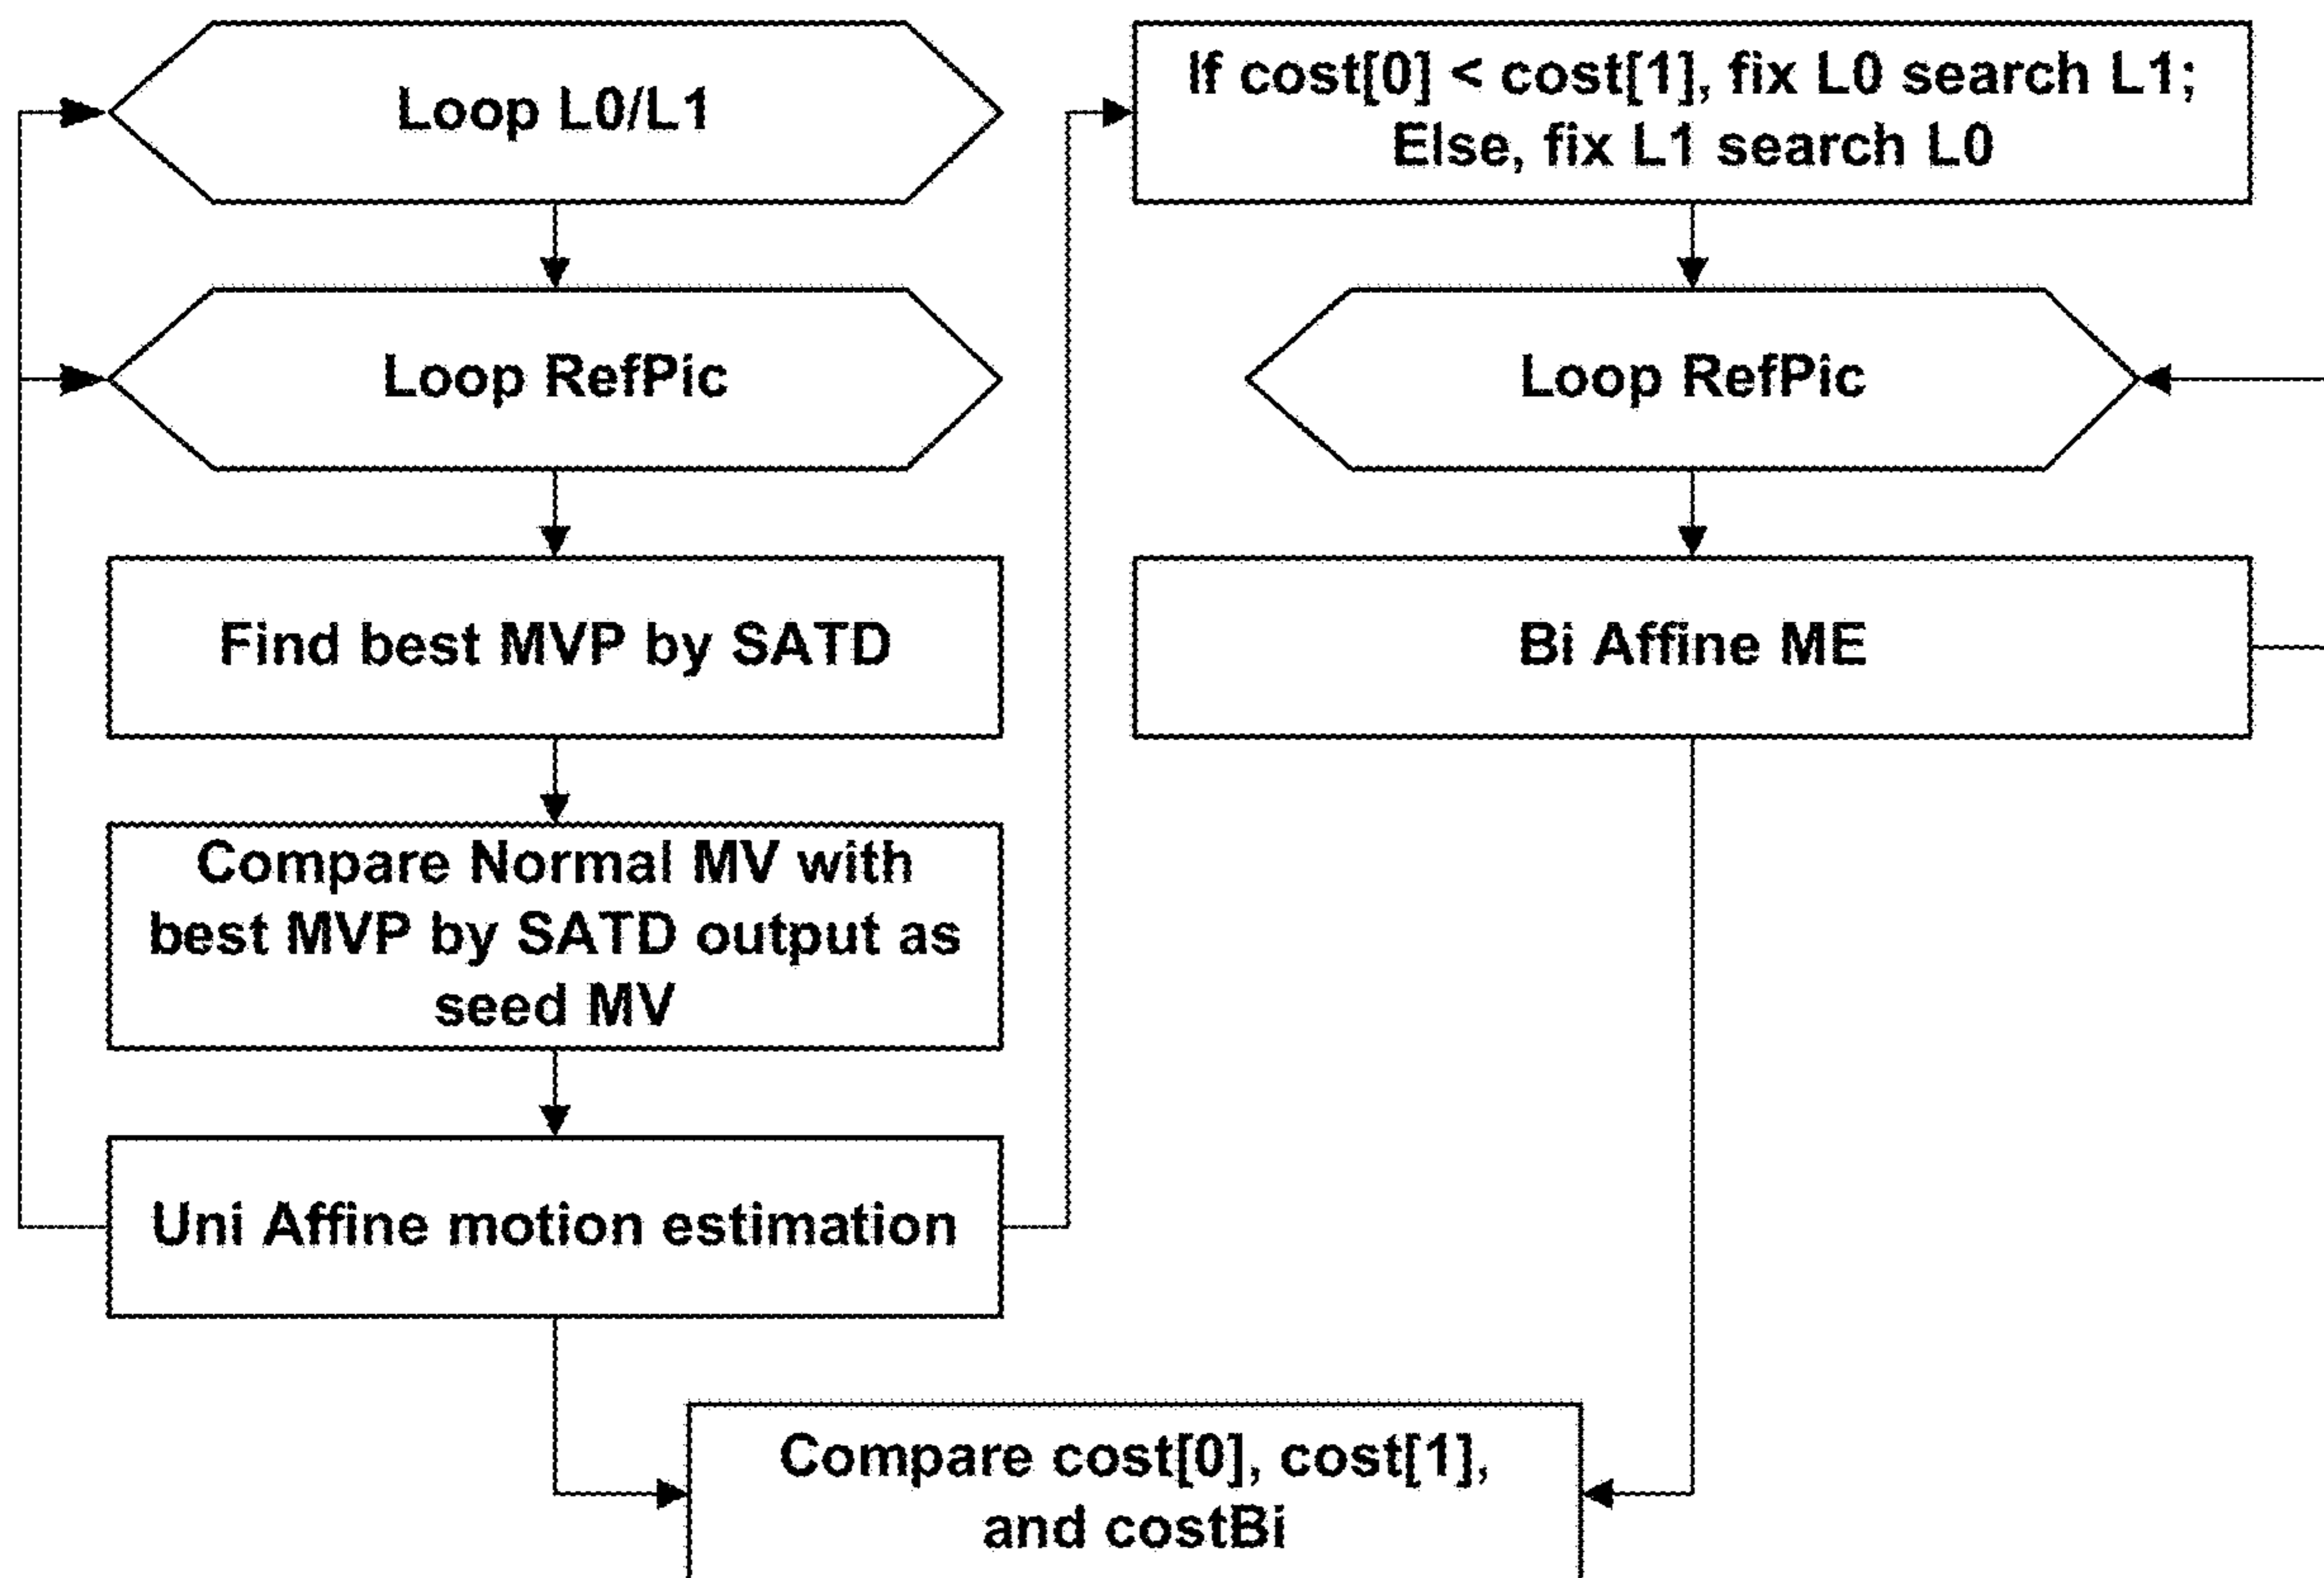 Loop L0/L1
Loop RefPic
Find best MVP by SATD
Compare Normal MV with
best MVP by SATD output as
seed MV
Uni Affine motion estimation
If cost[0] < cost[1], fix L0 search L1;
Else, fix L1 search L0
Loop RefPic
Bi Affine ME
Compare cost[0], cost[1],
and costBi